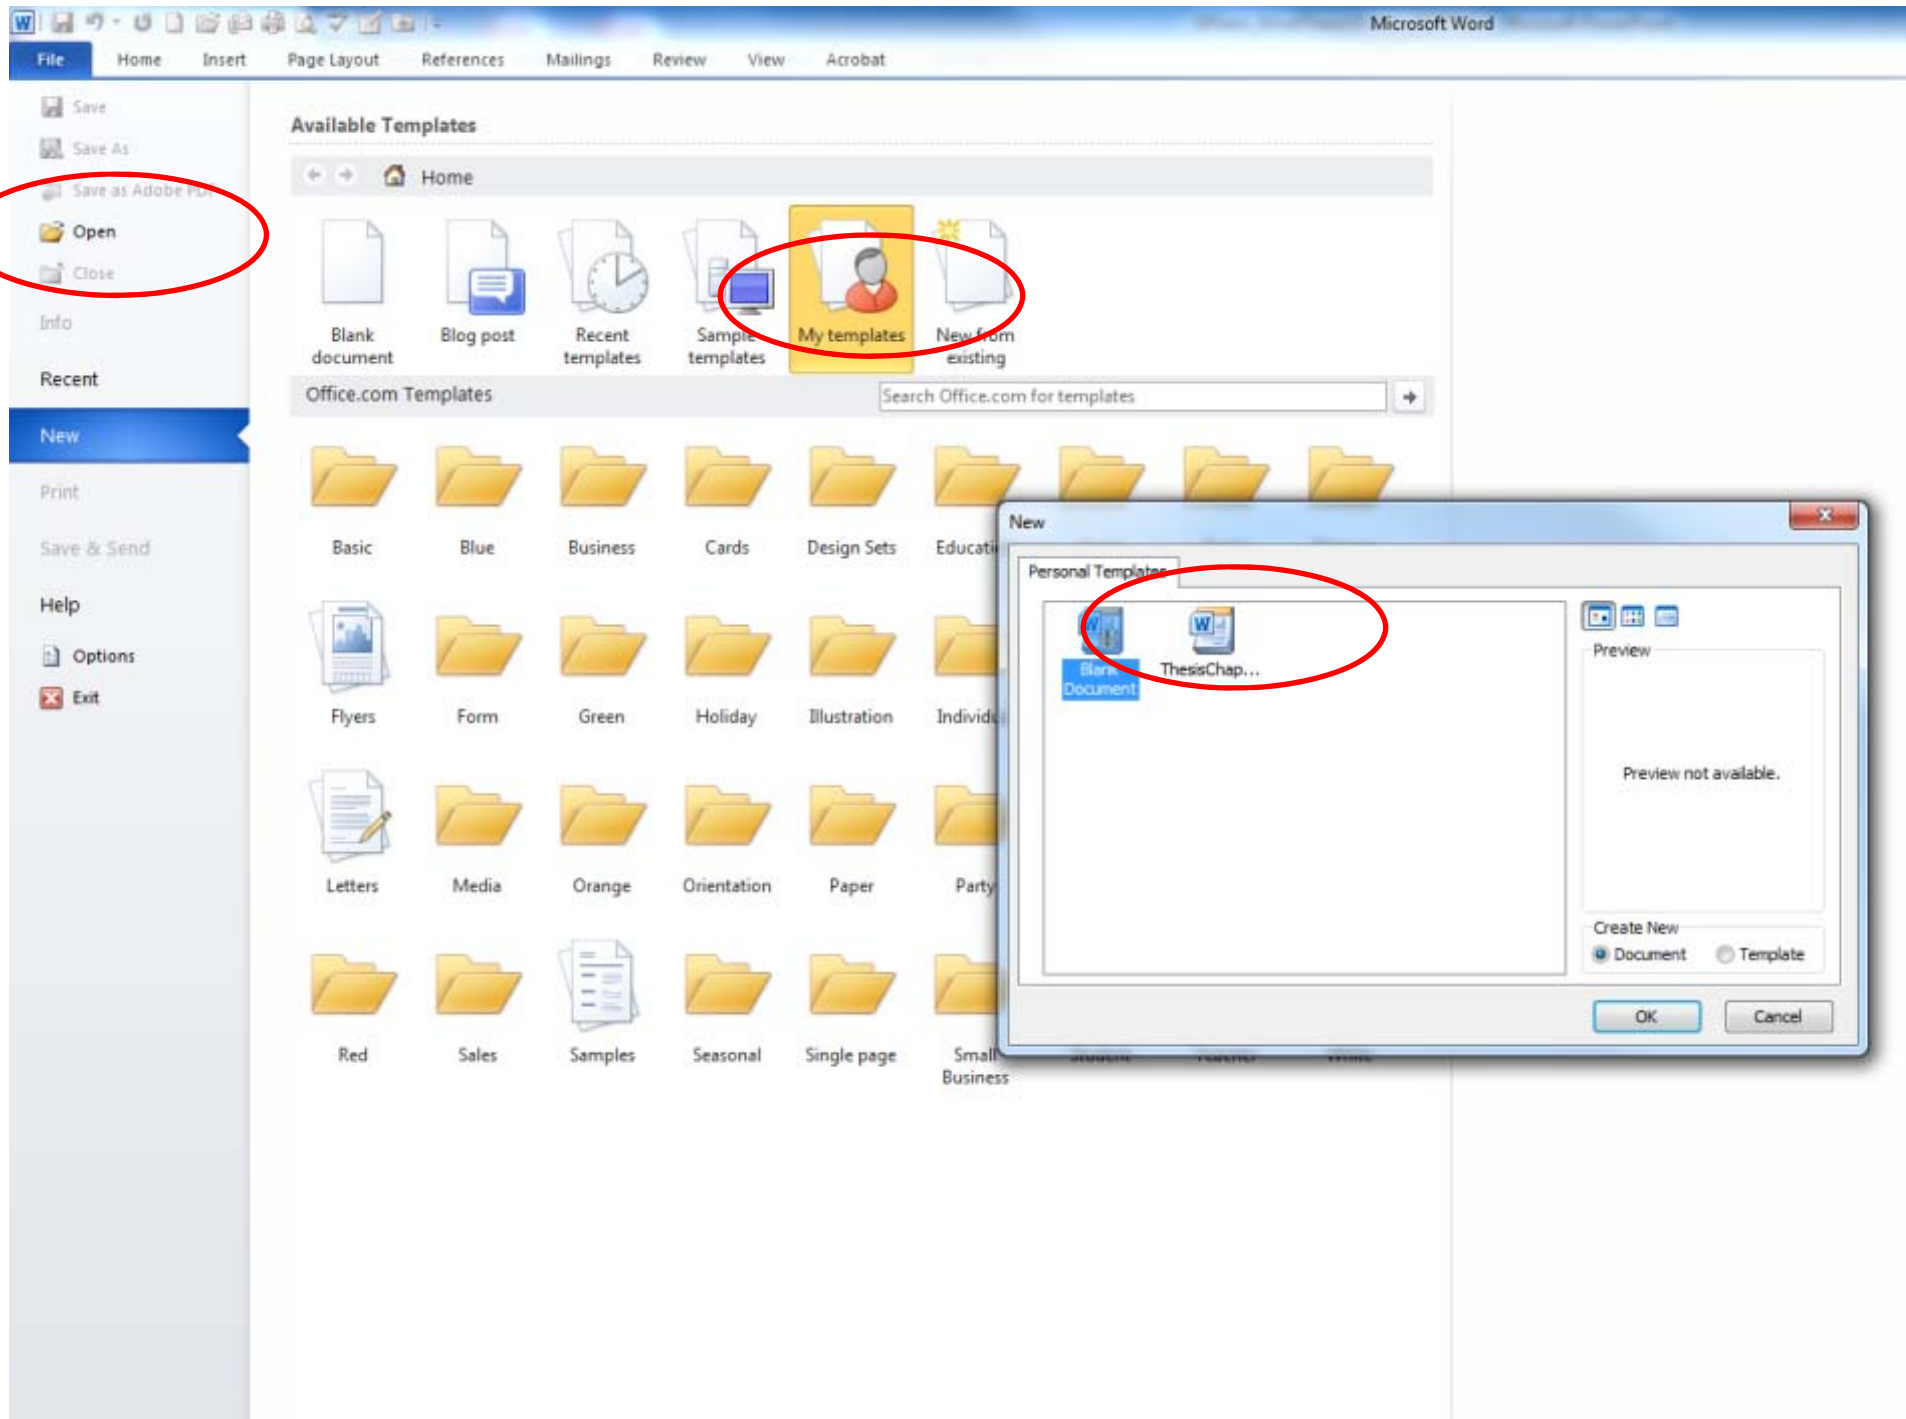 Microsoft Word
File Home Insert Page Layout References Mailings Review View Acrobat
Save
Save As
Save as Adobe
Open
Close
Info
Recent
New
Print
Save & Send
Help
Options
Exit
Available Templates
Home
Blank document
Blog post
Recent templates
Sample templates
My templates
New from existing
Office.com Templates
Search Office.com for templates
Basic Blue Business Cards Design Sets
Flyers Form Green Holiday Illustration
Letters Media Orange Orientation Paper Party
Red Sales Samples Seasonal Single page Small Business
New
Personal Templates
Blank Document
ThesisChap...
Preview
Preview not available.
Create New
Document Template
OK Cancel